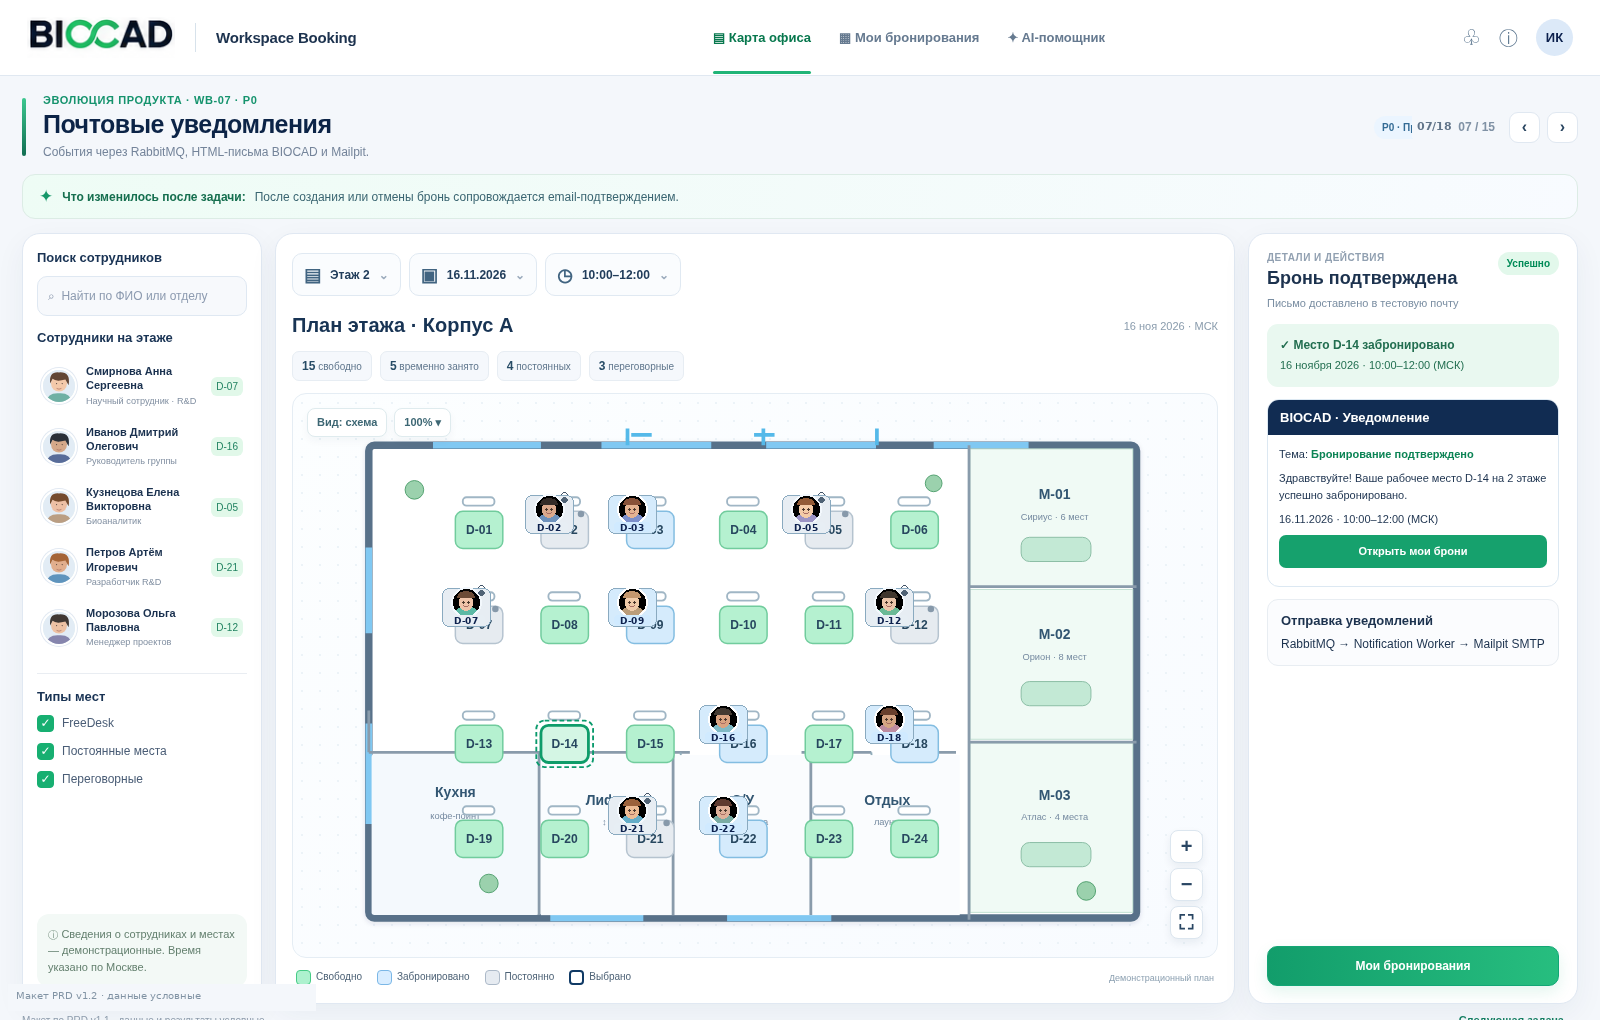 BIOCAD
Workspace Booking
Карта офиса
Мои бронирования
AI-помощник
ИК
ЭВОЛЮЦИЯ ПРОДУКТА · WB-07 · P0
Почтовые уведомления
События через RabbitMQ, HTML-письма BIOCAD и Mailpit.
P0 · 07/18 07 / 15
Что изменилось после задачи: После создания или отмены бронь сопровождается email-подтверждением.
Поиск сотрудников
Найти по ФИО или отделу
Сотрудники на этаже
Смирнова Анна
Сергеевна
Научный сотрудник · R&D
D-07
Иванов Дмитрий
Олегович
Руководитель группы
D-16
Кузнецова Елена
Викторовна
Биоаналитик
D-05
Петров Артём
Игоревич
Разработчик R&D
D-21
Морозова Ольга
Павловна
Менеджер проектов
D-12
Типы мест
FreeDesk
Постоянные места
Переговорные
Сведения о сотрудниках и местах
— демонстрационные. Время
указано по Москве.
Макет PRD v1.2 · данные условные
Этаж 2
16.11.2026
10:00–12:00
План этажа · Корпус A
16 ноя 2026 · МСК
15 свободно
5 временно занято
4 постоянных
3 переговорные
Вид: схема
100% ▾
D-01
D-02
D-03
D-04
D-05
D-06
D-07
D-08
D-09
D-10
D-11
D-12
D-13
D-14
D-15
D-16
D-17
D-18
Кухня
кофе-поинт
Отдых
D-19
D-20
D-21
D-22
D-23
D-24
М-01
Сириус · 6 мест
М-02
Орион · 8 мест
М-03
Атлас · 4 места
+
−
Свободно
Забронировано
Постоянно
Выбрано
Демонстрационный план
ДЕТАЛИ И ДЕЙСТВИЯ
Успешно
Бронь подтверждена
Письмо доставлено в тестовую почту
✓ Место D-14 забронировано
16 ноября 2026 · 10:00–12:00 (МСК)
BIOCAD · Уведомление
Тема: Бронирование подтверждено
Здравствуйте! Ваше рабочее место D-14 на 2 этаже
успешно забронировано.
16.11.2026 · 10:00–12:00 (МСК)
Открыть мои брони
Отправка уведомлений
RabbitMQ → Notification Worker → Mailpit SMTP
Мои бронирования
Следующая задача